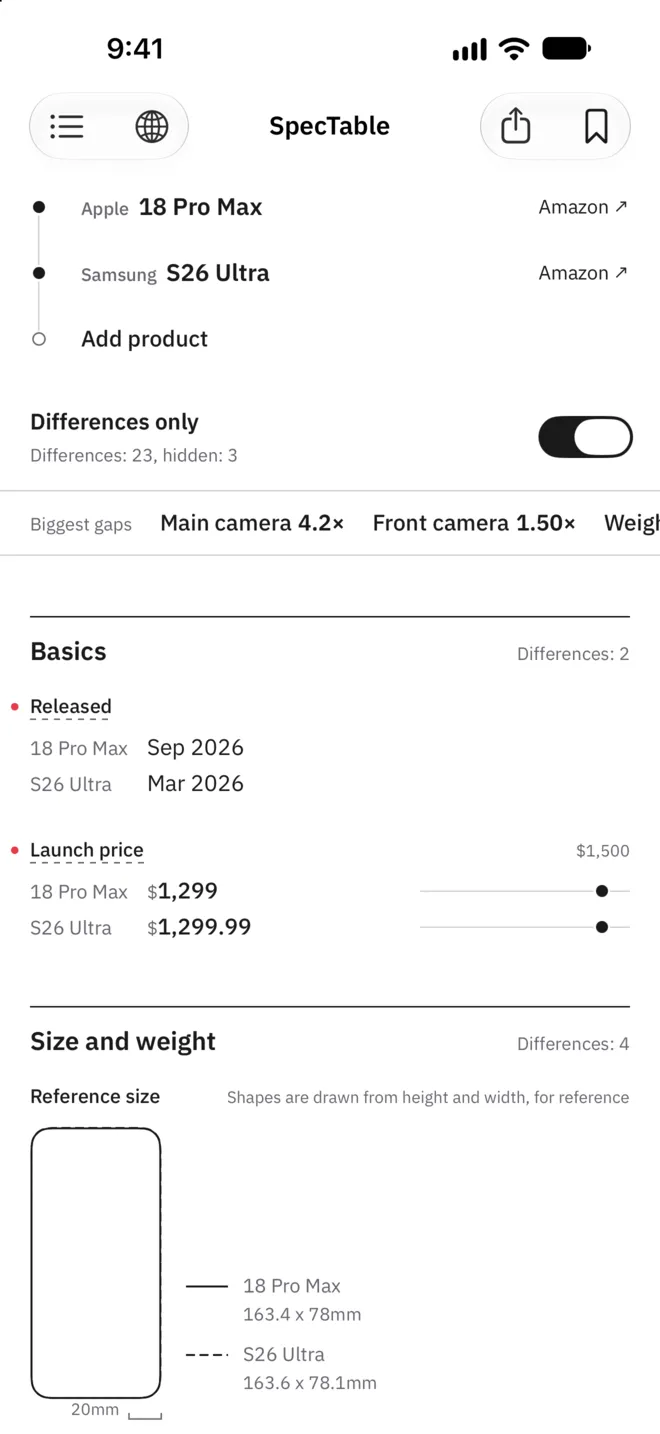 9:41
SpecTable
Apple 18 Pro Max Amazon ↗
Samsung S26 Ultra Amazon ↗
Add product
Differences only
Differences: 23, hidden: 3
Biggest gaps Main camera 4.2× Front camera 1.50× Weigh
Basics Differences: 2
Released
18 Pro Max Sep 2026
S26 Ultra Mar 2026
Launch price $1,500
18 Pro Max $1,299
S26 Ultra $1,299.99
Size and weight Differences: 4
Reference size Shapes are drawn from height and width, for reference
18 Pro Max
163.4 x 78mm
S26 Ultra
163.6 x 78.1mm
20mm